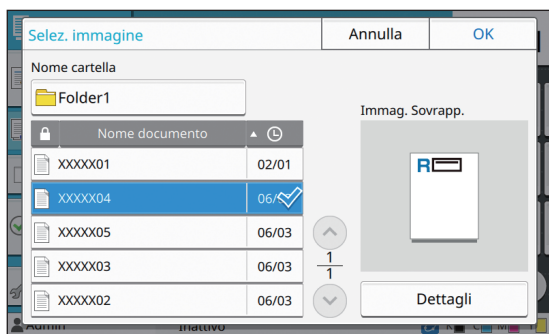 Selez. immagine
Annulla
OK
Nome cartella
Folder1
Immag. Sovrapp.
Nome documento
XXXXX01 02/01
XXXXX04 06/
XXXXX05 06/03
XXXXX03 06/03
XXXXX02 06/03
R
1
1
Dettagli
Admin Inattivo K C M Y